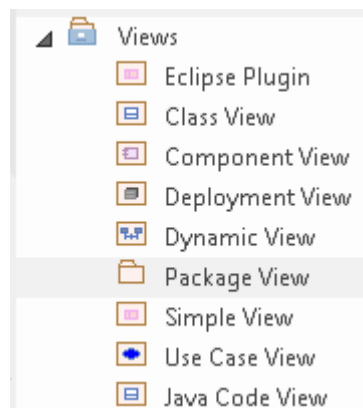 Views
Eclipse Plugin
Class View
Component View
Deployment View
Dynamic View
Package View
Simple View
Use Case View
Java Code View